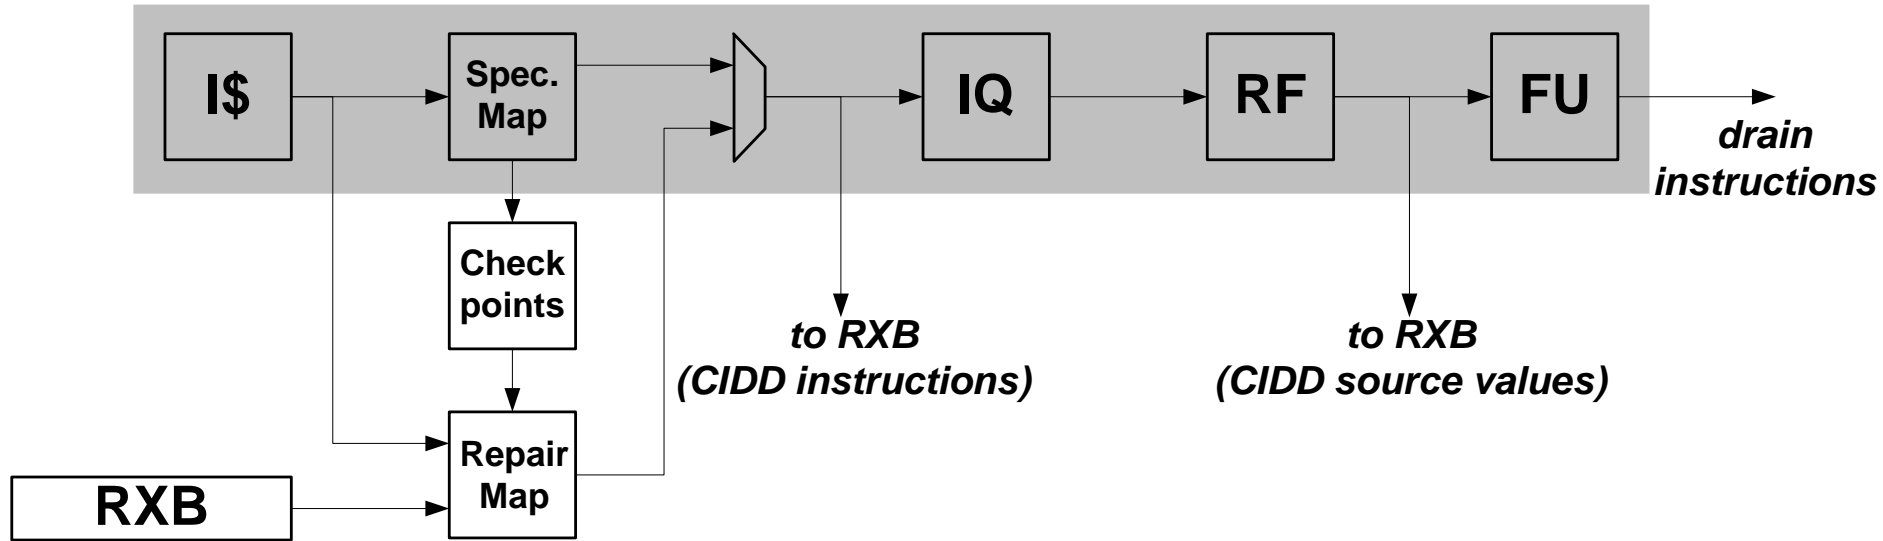 I$
Spec.
Map
IQ
RF
FU
drain
instructions
Check
points
to RXB
(CIDD instructions)
to RXB
(CIDD source values)
Repair
Map
RXB